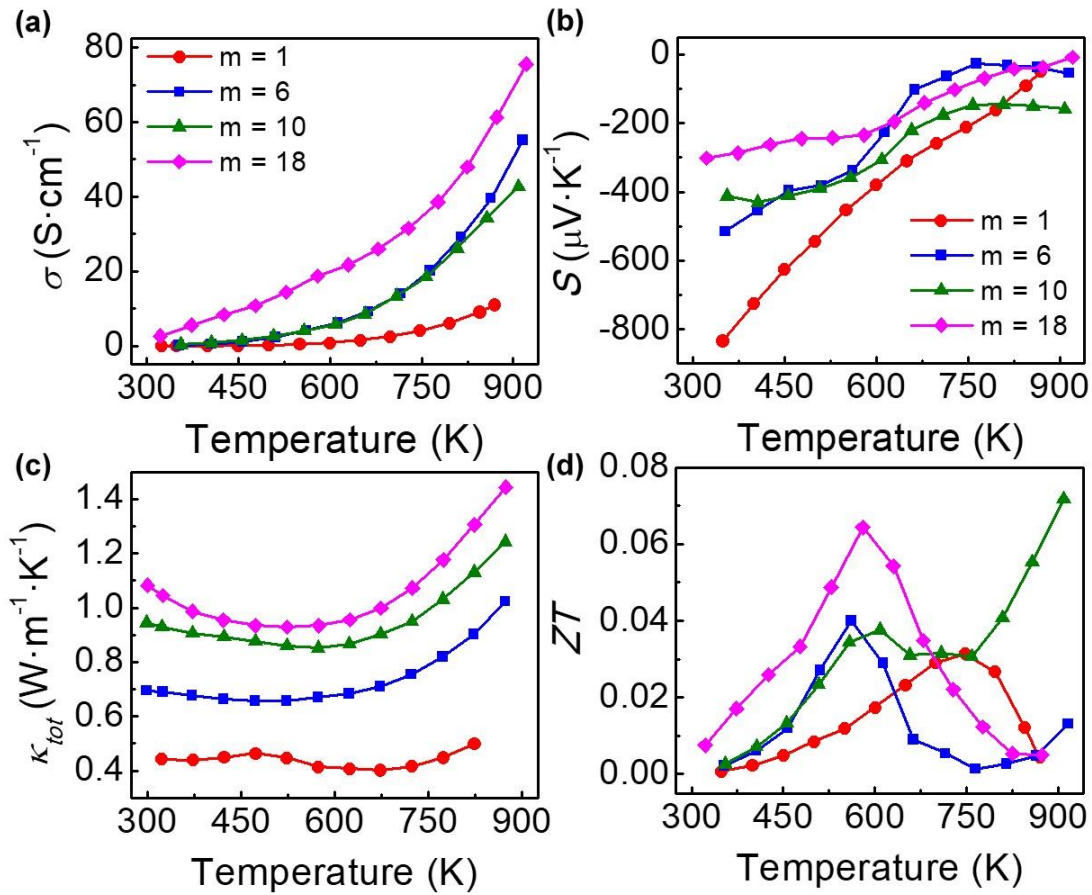 (a)
80
60
40
20
0
σ (S·cm⁻¹)
m = 1
m = 6
m = 10
m = 18
300 450 600 750 900
Temperature (K)
(b)
0
-200
-400
-600
-800
S (μV·K⁻¹)
m = 1
m = 6
m = 10
m = 18
300 450 600 750 900
Temperature (K)
(c)
1.4
1.2
1.0
0.8
0.6
0.4
κtot (W·m⁻¹·K⁻¹)
300 450 600 750 900
Temperature (K)
(d)
0.08
0.06
0.04
0.02
0.00
ZT
300 450 600 750 900
Temperature (K)